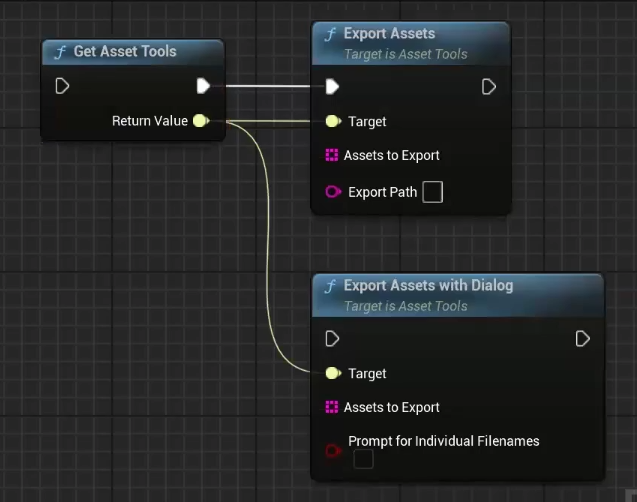 Get Asset Tools
Return Value
Export Assets
Target is Asset Tools
Target
Assets to Export
Export Path
Export Assets with Dialog
Target is Asset Tools
Target
Assets to Export
Prompt for Individual Filenames